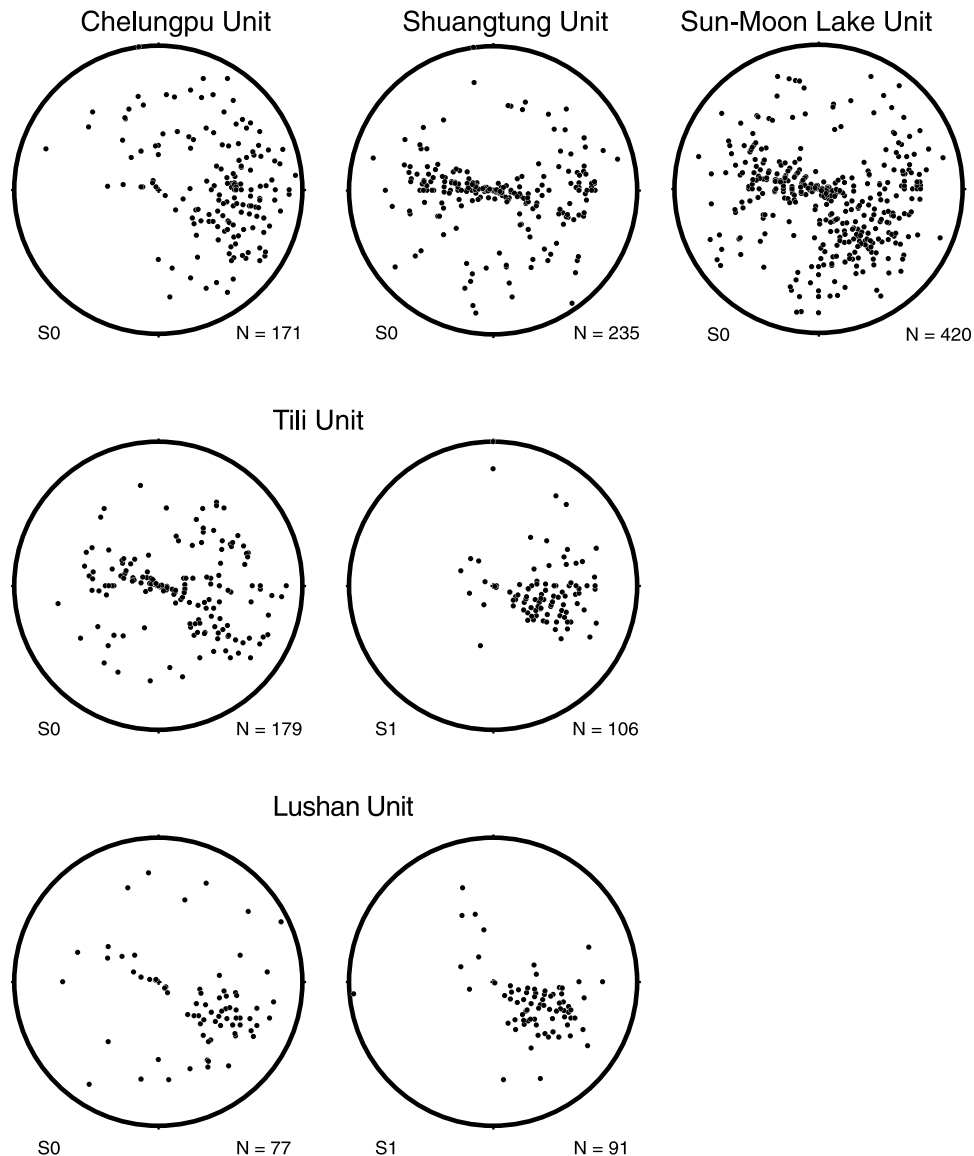 Chelungpu Unit
Shuangtung Unit
Sun-Moon Lake Unit
S0
N = 171
S0
N = 235
S0
N = 420
Tili Unit
S0
N = 179
S1
N = 106
Lushan Unit
S0
N = 77
S1
N = 91